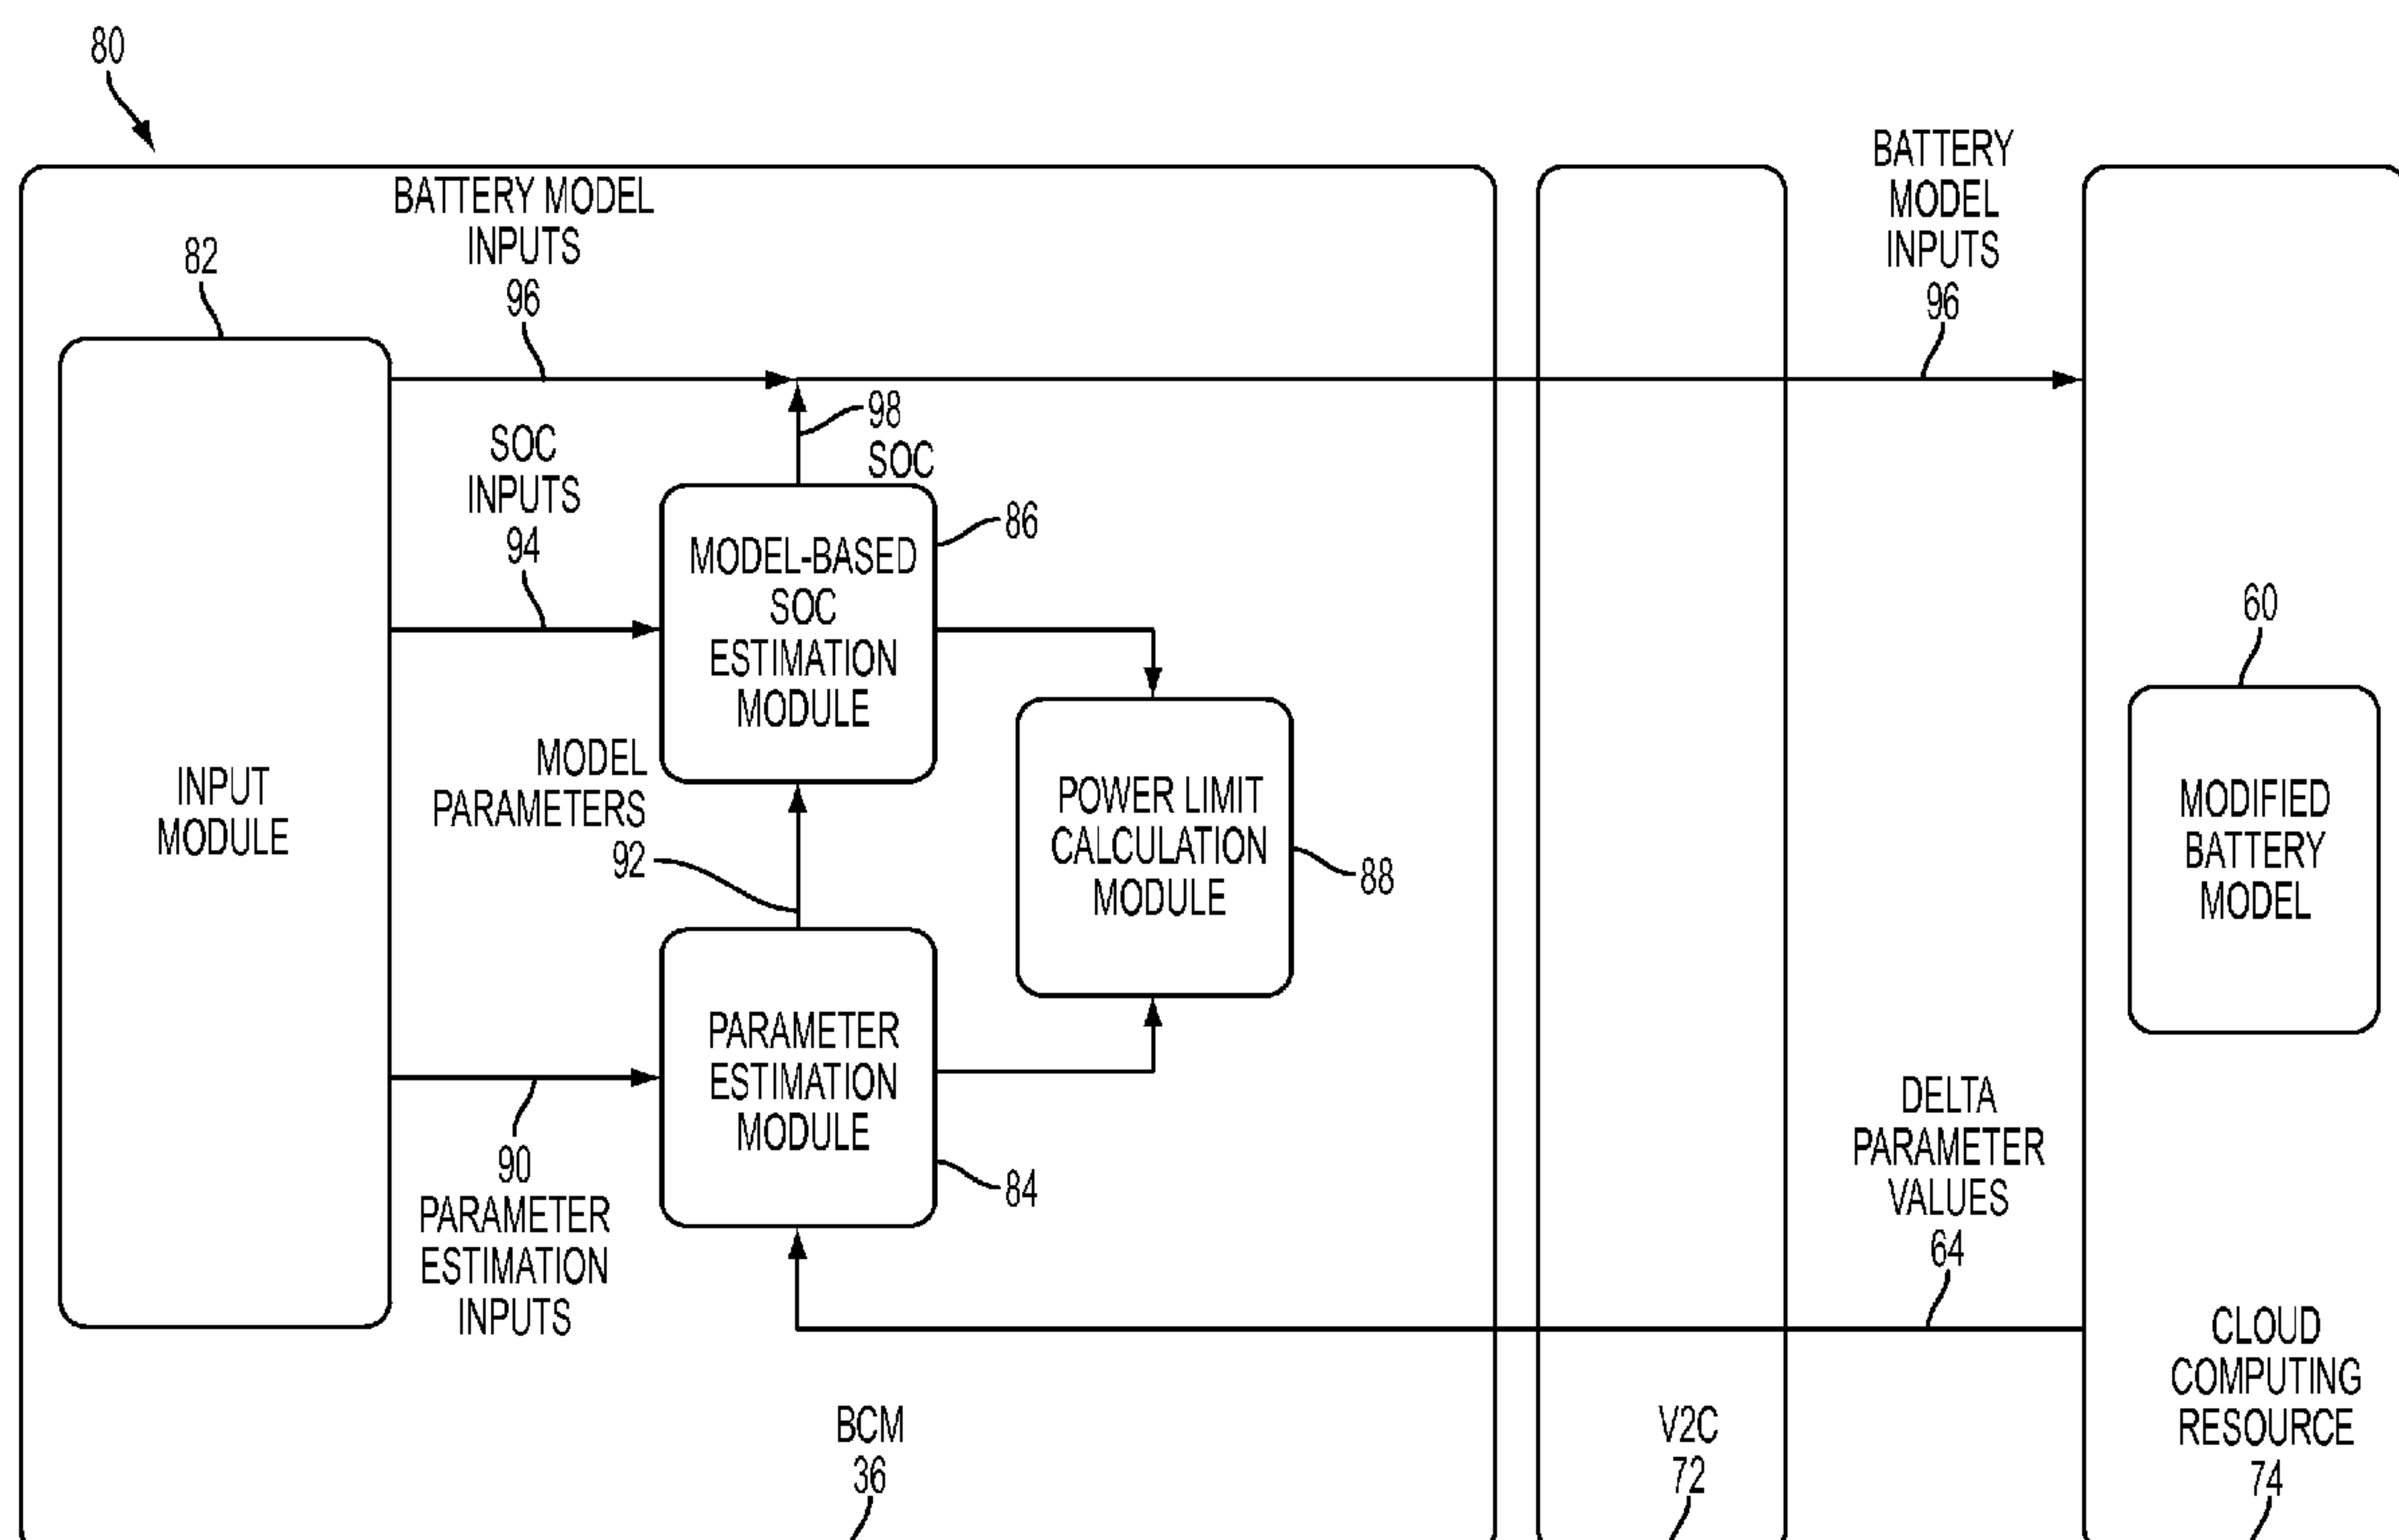 80
BATTERY MODEL
INPUTS
96
BATTERY
MODEL
INPUTS
96
82
98
SOC
SOC
INPUTS
94
86
MODEL-BASED
SOC
ESTIMATION
MODULE
60
INPUT
MODULE
MODEL
PARAMETERS
92
POWER LIMIT
CALCULATION
MODULE
88
MODIFIED
BATTERY
MODEL
PARAMETER
ESTIMATION
MODULE
84
90
PARAMETER
ESTIMATION
INPUTS
DELTA
PARAMETER
VALUES
64
CLOUD
COMPUTING
RESOURCE
74
BCM
36
V2C
72